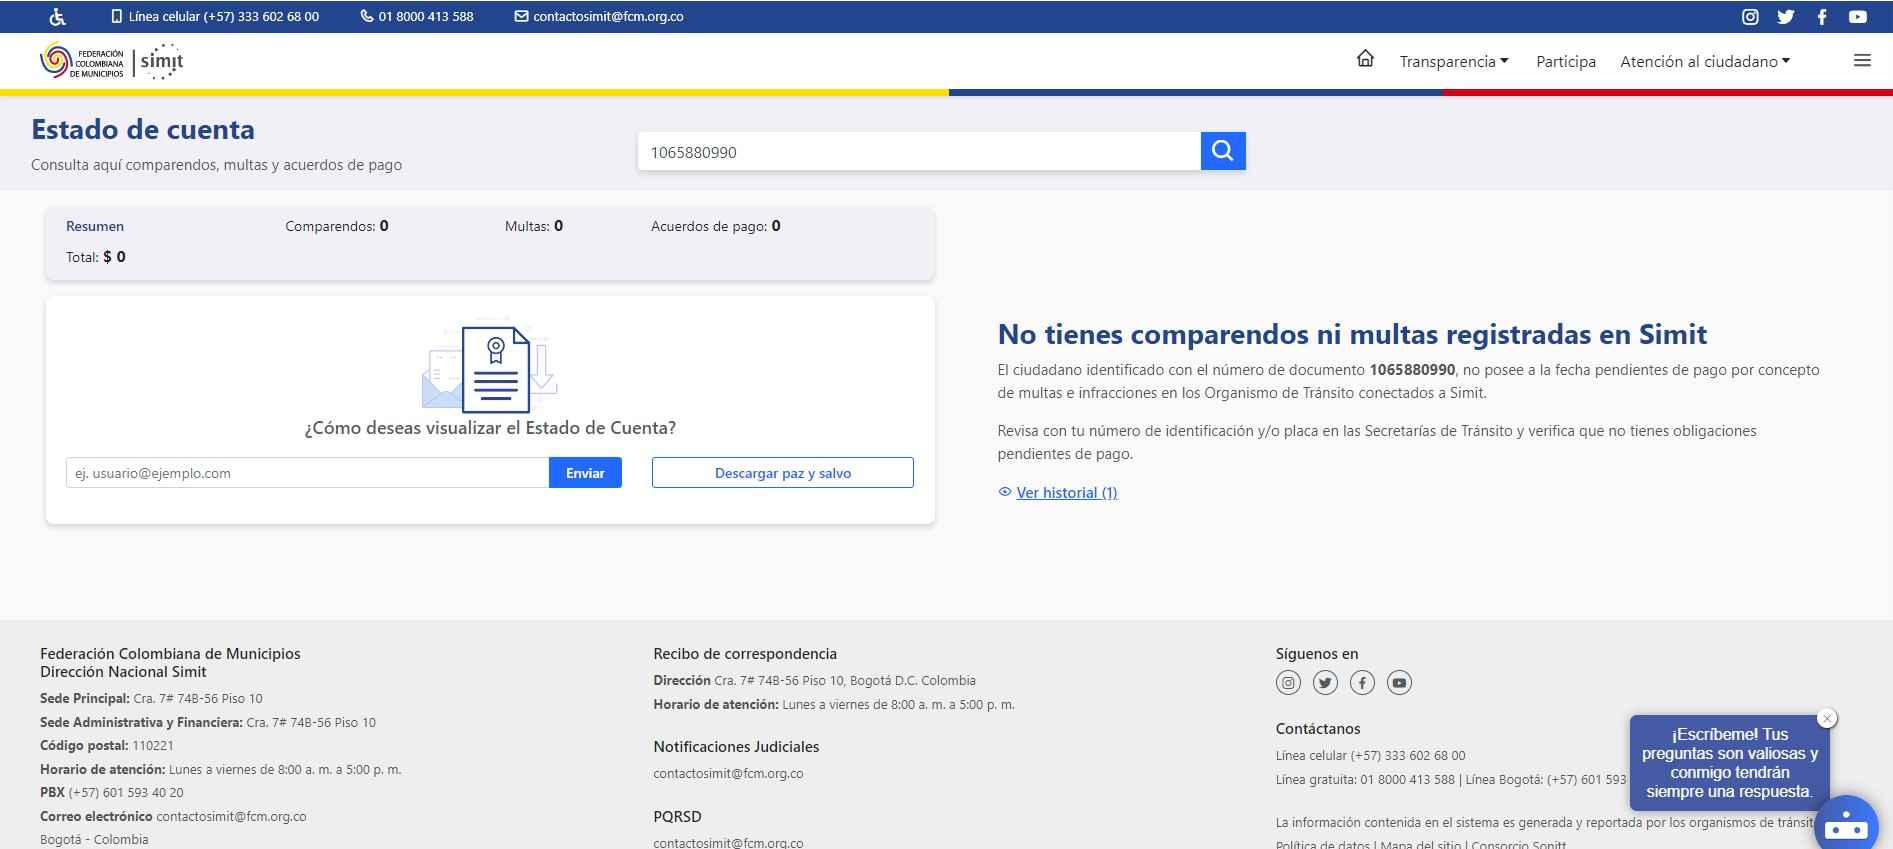 Línea celular (+57) 333 602 68 00
01 8000 413 588
contactosimit@fcm.org.co
FEDERACIÓN
COLOMBIANA
DE MUNICIPIOS
simit
Transparencia
Participa
Atención al ciudadano
Estado de cuenta
Consulta aquí comparendos, multas y acuerdos de pago
1065880990
Resumen
Comparendos: 0
Multas: 0
Acuerdos de pago: 0
Total: $ 0
¿Cómo deseas visualizar el Estado de Cuenta?
ej. usuario@ejemplo.com
Enviar
Descargar paz y salvo
No tienes comparendos ni multas registradas en Simit
El ciudadano identificado con el número de documento 1065880990, no posee a la fecha pendientes de pago por concepto
de multas e infracciones en los Organismo de Tránsito conectados a Simit.
Revisa con tu número de identificación y/o placa en las Secretarías de Tránsito y verifica que no tienes obligaciones
pendientes de pago.
Ver historial (1)
Federación Colombiana de Municipios
Dirección Nacional Simit
Sede Principal: Cra. 7# 74B-56 Piso 10
Sede Administrativa y Financiera: Cra. 7# 74B-56 Piso 10
Código postal: 110221
Horario de atención: Lunes a viernes de 8:00 a. m. a 5:00 p. m.
PBX (+57) 601 593 40 20
Correo electrónico contactosimit@fcm.org.co
Bogotá - Colombia
Recibo de correspondencia
Dirección Cra. 7# 74B-56 Piso 10, Bogotá D.C. Colombia
Horario de atención: Lunes a viernes de 8:00 a. m. a 5:00 p. m.
Notificaciones Judiciales
contactosimit@fcm.org.co
PQRSD
contactosimit@fcm.org.co
Síguenos en
Contáctanos
Línea celular (+57) 333 602 68 00
Línea gratuita: 01 8000 413 588 | Línea Bogotá: (+57) 601 593
La información contenida en el sistema es generada y reportada por los organismos de tránsit
Política de datos | Mapa del sitio | Consorcio Sonitt
¡Escríbeme! Tus
preguntas son valiosas y
conmigo tendrán
siempre una respuesta.